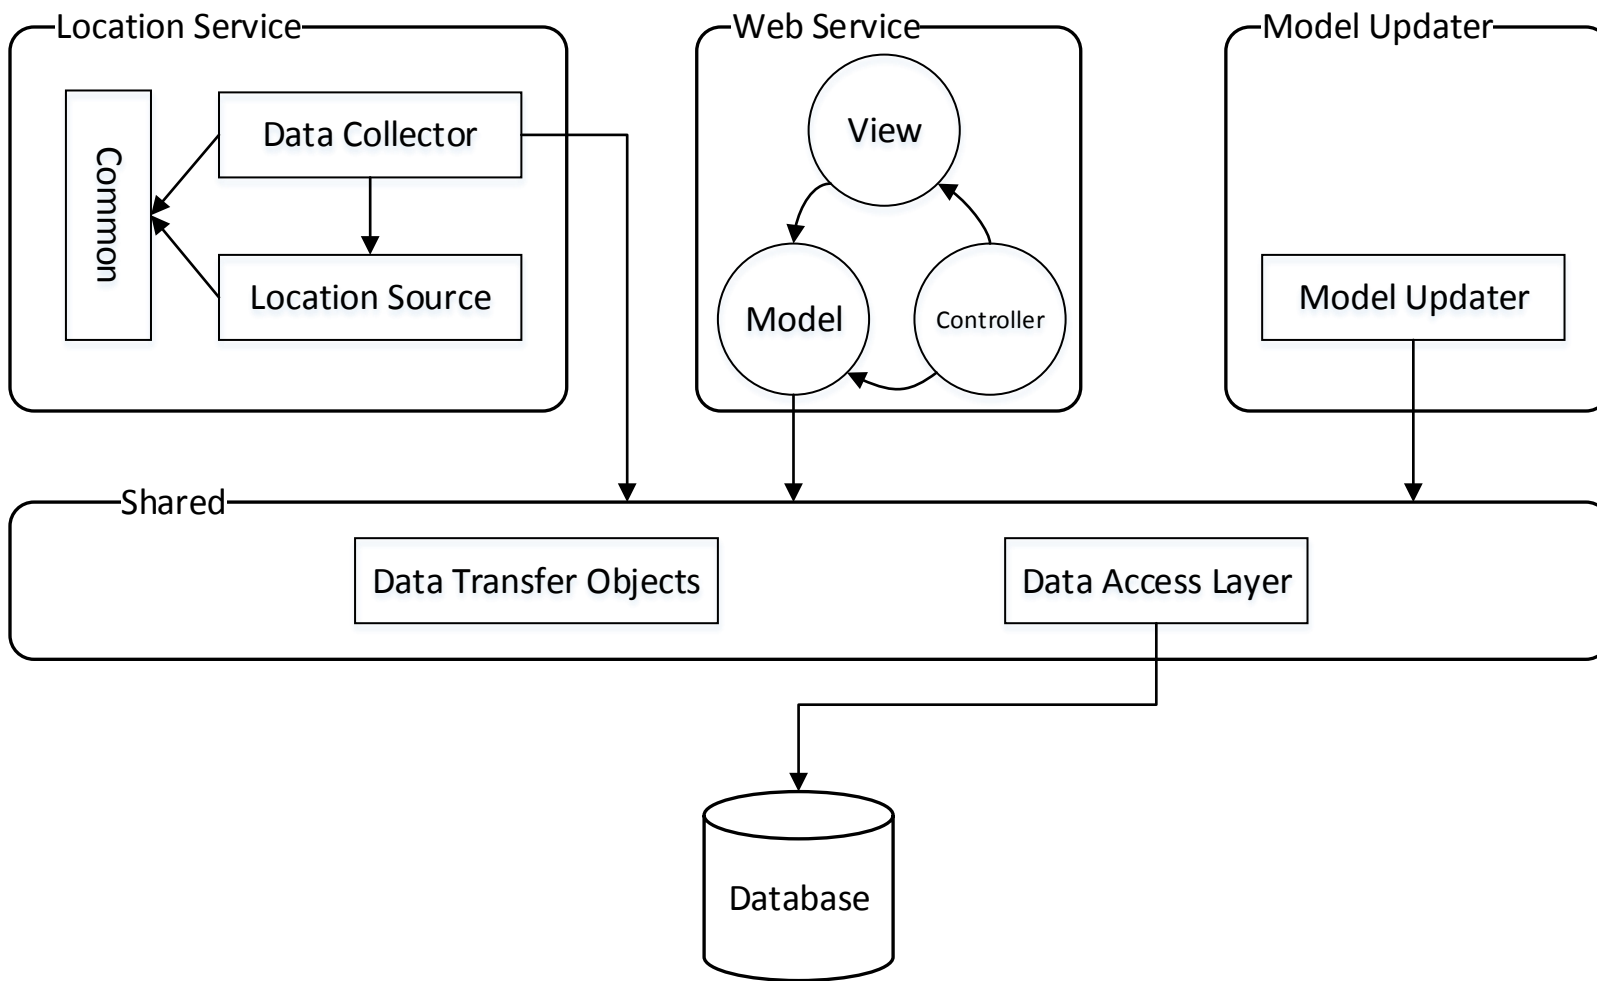 Location Service
Web Service
Model Updater
Common
Data Collector
Location Source
View
Model
Controller
Model Updater
Shared
Data Transfer Objects
Data Access Layer
Database